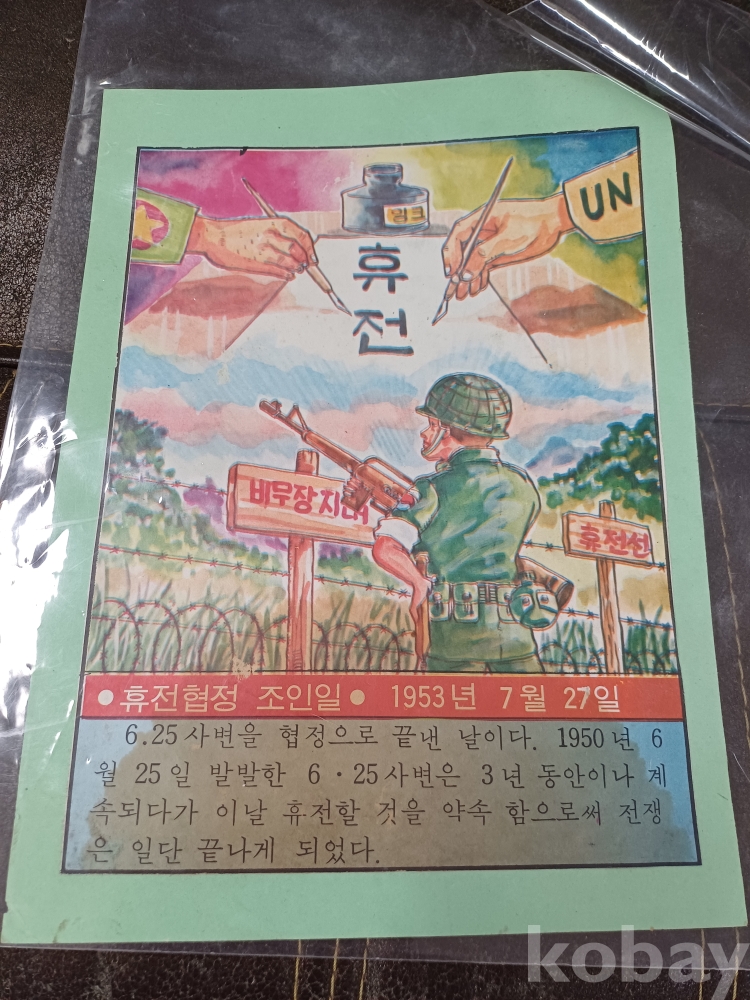 잉크
UN
휴
전
비무장지대
휴전선
● 휴전협정 조인일 ● 1953년 7월 27일
6.25사변을 협정으로 끝낸 날이다. 1950년 6
월 25일 발발한 6·25사변은 3년 동안이나 계
속되다가 이날 휴전할 것을 약속 함으로써 전쟁
은 일단 끝나게 되었다.
kobay